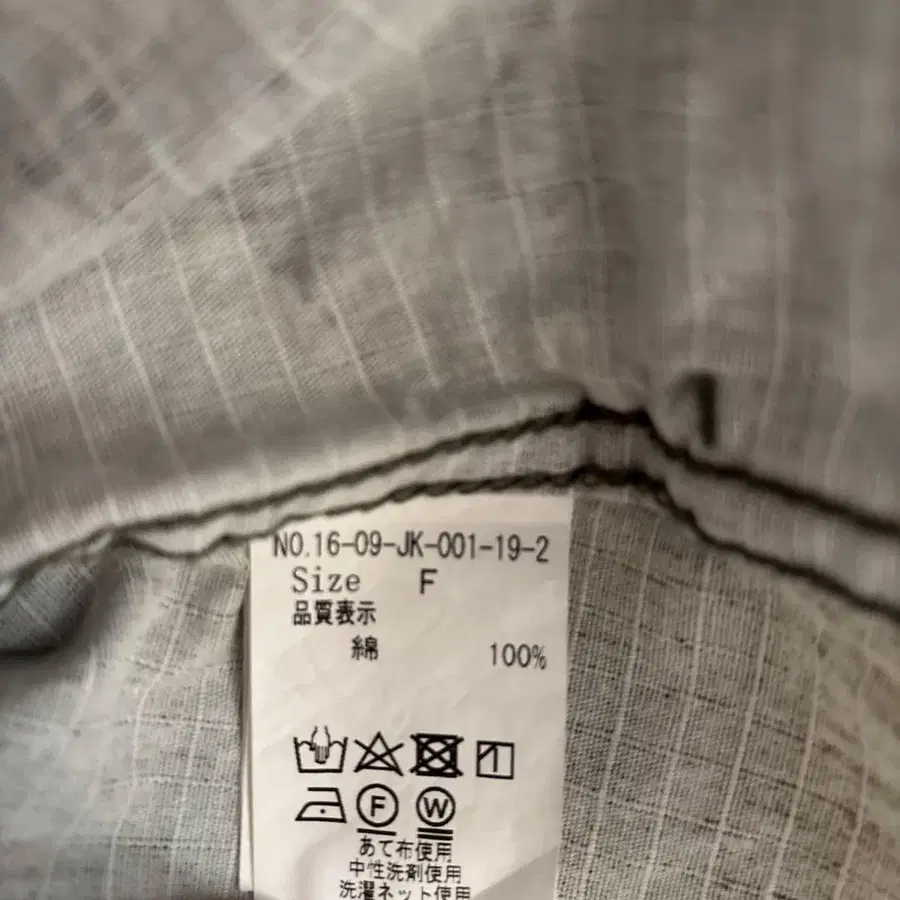 NO.16-09-JK-001-19-2
Size F
品質表示
綿 100%
F W
あて布使用
中性洗剤使用
洗濯ネット使用